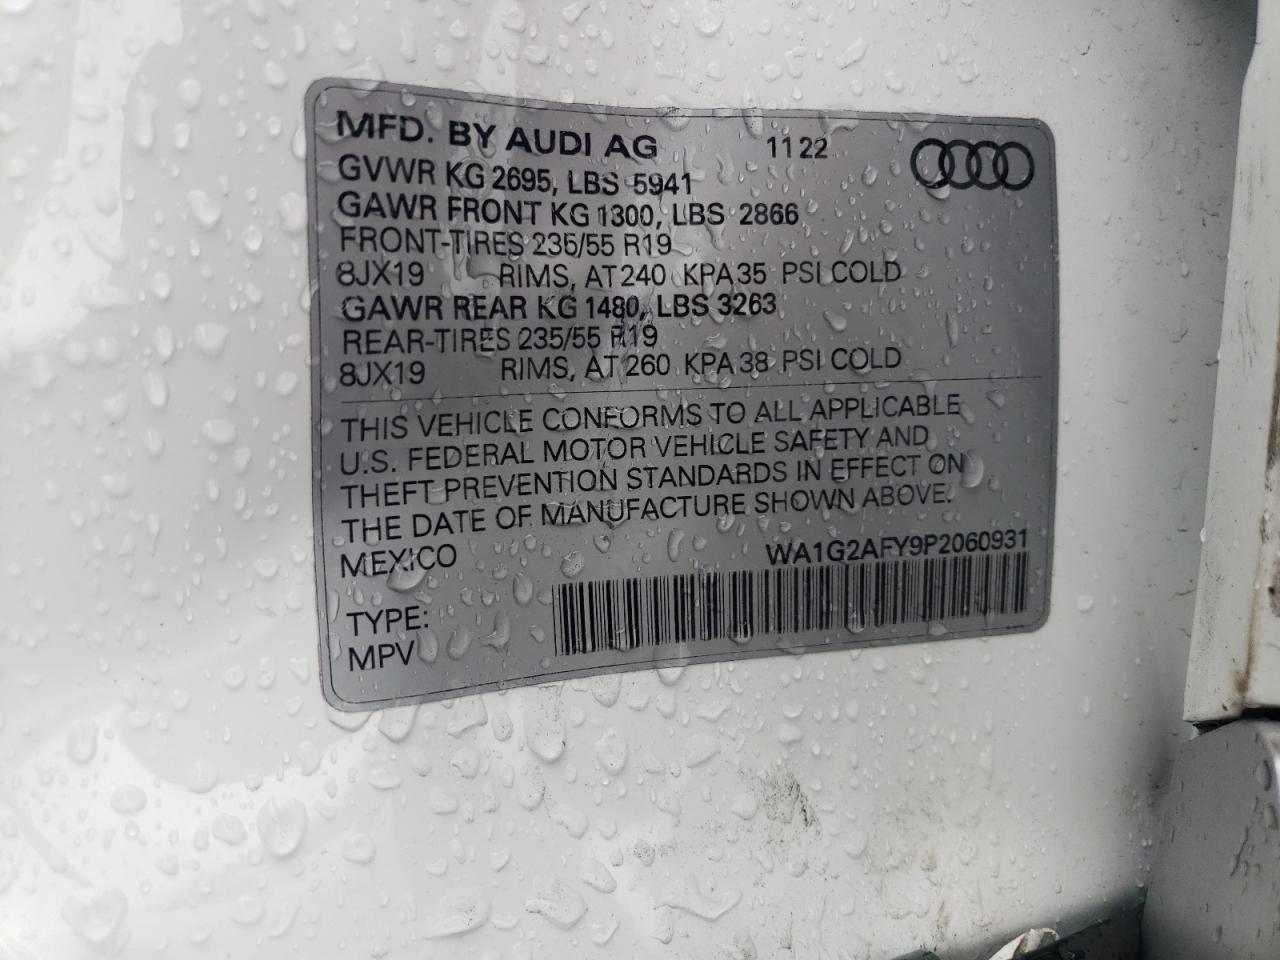 MFD. BY AUDI AG 11 22
GVWR KG 2695, LBS 5941
GAWR FRONT KG 1300, LBS 2866
FRONT-TIRES 235/55 R19
8JX19 RIMS, AT 240 KPA 35 PSI COLD
GAWR REAR KG 1480, LBS 3263
REAR-TIRES 235/55 R19
8JX19 RIMS, AT 260 KPA 38 PSI COLD
THIS VEHICLE CONFORMS TO ALL APPLICABLE
U.S. FEDERAL MOTOR VEHICLE SAFETY AND
THEFT PREVENTION STANDARDS IN EFFECT ON
THE DATE OF MANUFACTURE SHOWN ABOVE.
MEXICO WA1G2AFY9P2060931
TYPE:
MPV